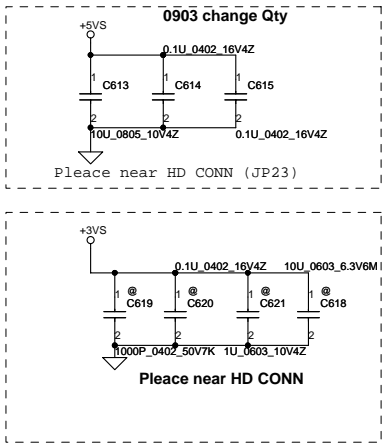 0903 change Qty
+5VS
0.1U_0402_16V4Z
1 1 1
C613 C614 C615
2 2 2
10U_0805_10V4Z 0.1U_0402_16V4Z
Pleace near HD CONN (JP23)
+3VS
0.1U_0402_16V4Z 10U_0603_6.3V6M
1 @ 1 @ 1 @ 1 @
C619 C620 C621 C618
2 2 2 2
1000P_0402_50V7K 1U_0603_10V4Z
Pleace near HD CONN